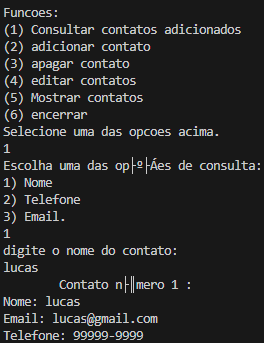 Funcoes:
(1) Consultar contatos adicionados
(2) adicionar contato
(3) apagar contato
(4) editar contatos
(5) Mostrar contatos
(6) encerrar
Selecione uma das opcoes acima.
1
Escolha uma das op├º├Áes de consulta:
1) Nome
2) Telefone
3) Email.
1
digite o nome do contato:
lucas
Contato n├║mero 1 :
Nome: lucas
Email: lucas@gmail.com
Telefone: 99999-9999